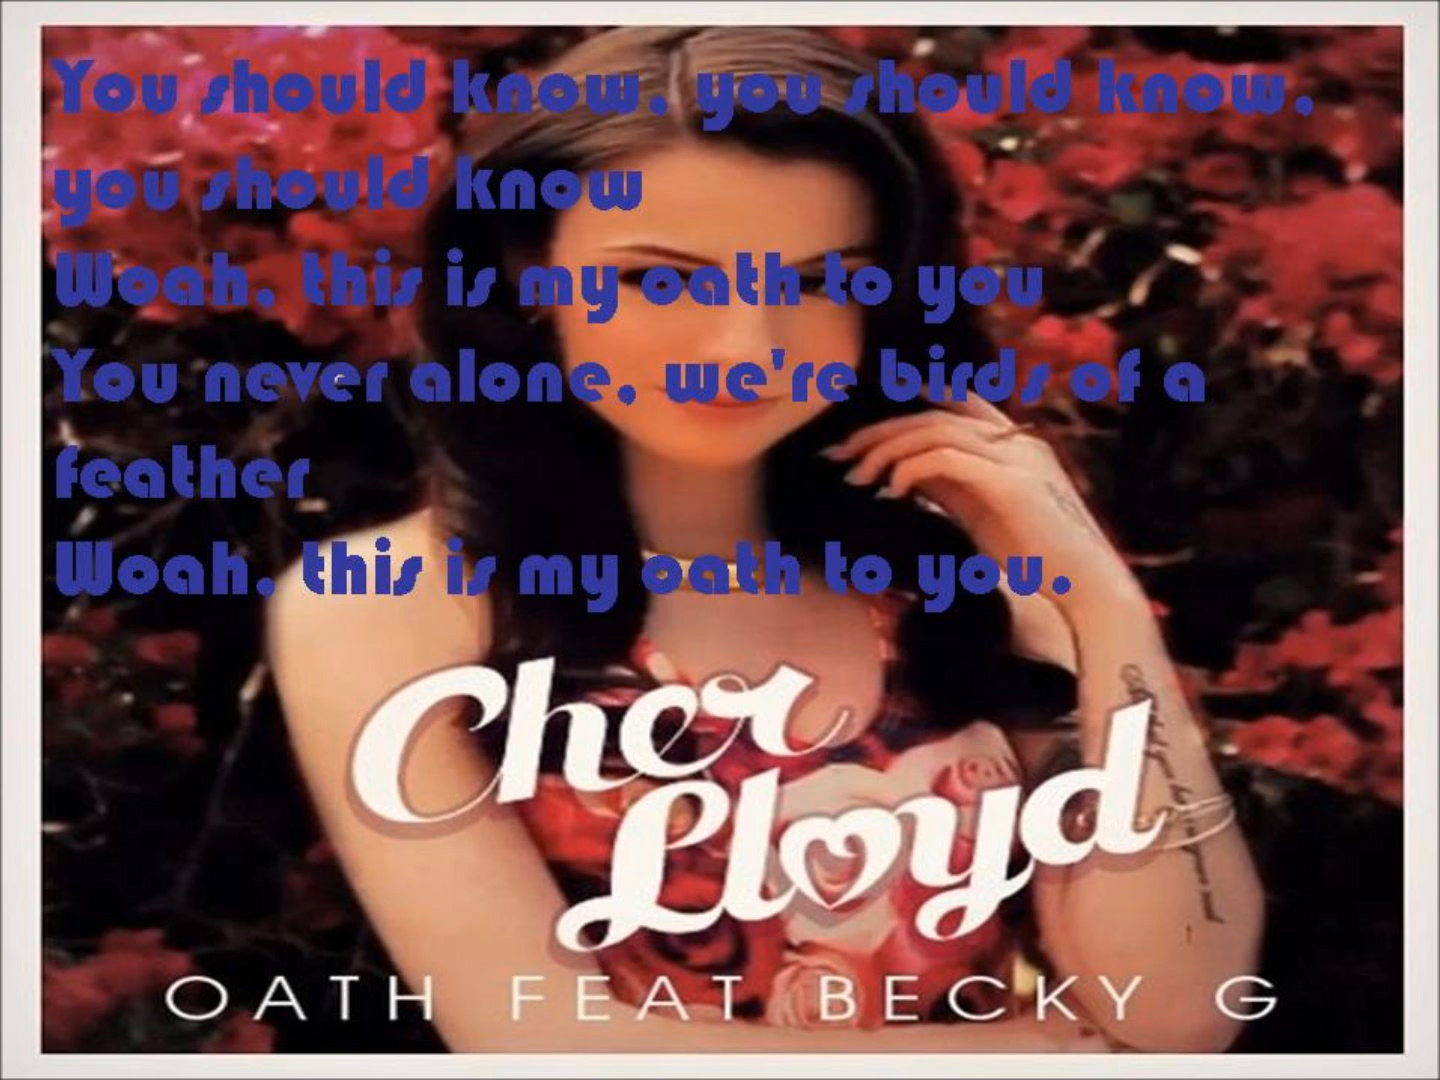 You should know, you should know,
you should know
Woah, this is my oath to you
You never alone, we're birds of a
feather
Woah, this is my oath to you.
Cher
Lloyd
OATH FEAT BECKY G